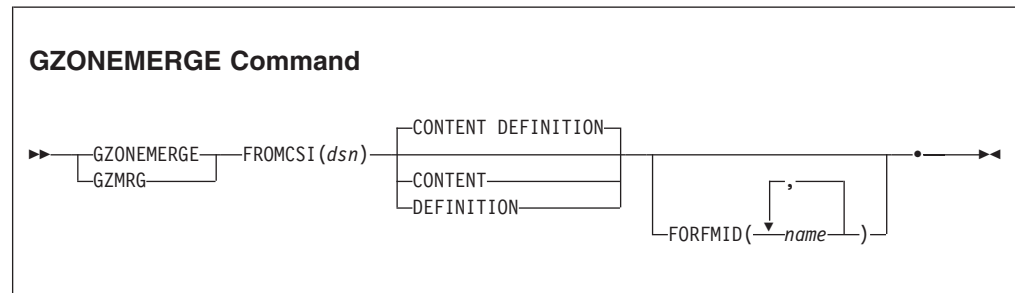 GZONEMERGE Command
CONTENT DEFINITION
GZONEMERGE FROMCSI(dsn)
GZMRG CONTENT
DEFINITION
,
FORFMID( name )